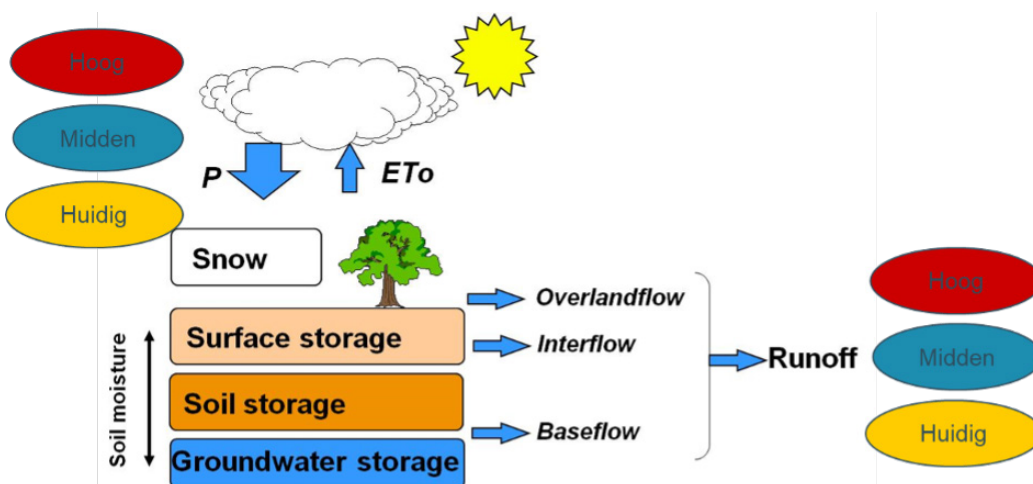 Hoog
Midden
Huidig
P
ETo
Snow
Surface storage
Soil storage
Groundwater storage
Soil moisture
Overlandflow
Interflow
Baseflow
Runoff
Hoog
Midden
Huidig